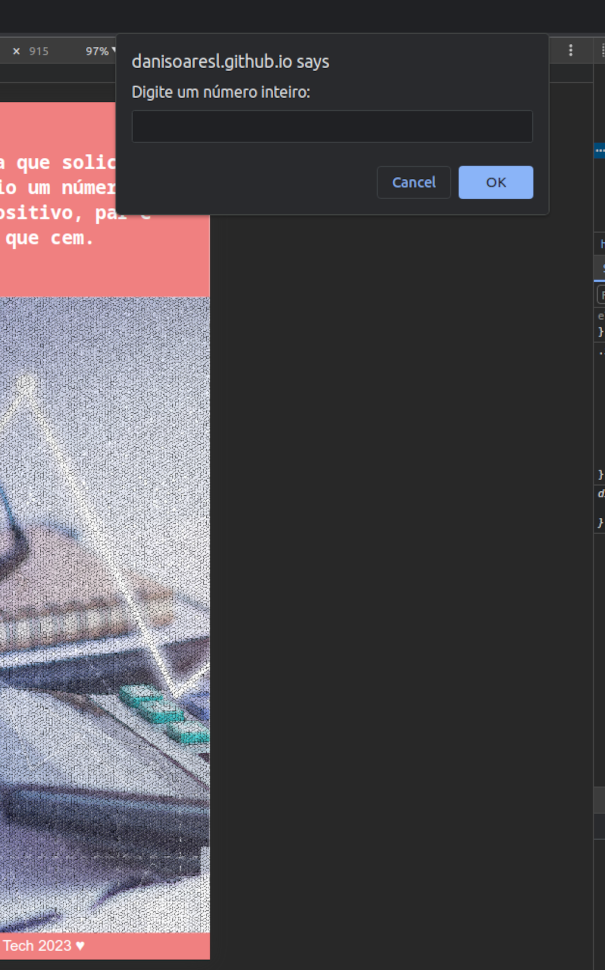 × 915
97% ▾
danisoaresl.github.io says
Digite um número inteiro:
Cancel
OK
a que solic
io um númer
ositivo, par e
que cem.
Tech 2023 ♥
}
}
}